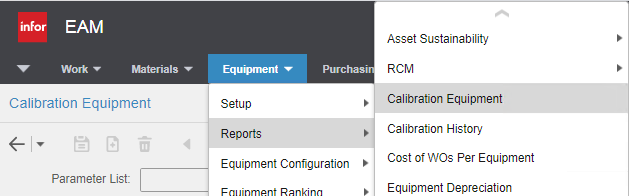 infor EAM
Work Materials Equipment Purchasin
Calibration Equipment
Parameter List:
Setup
Reports
Equipment Configuration
Equipment Ranking
Asset Sustainability
RCM
Calibration Equipment
Calibration History
Cost of WOs Per Equipment
Equipment Depreciation